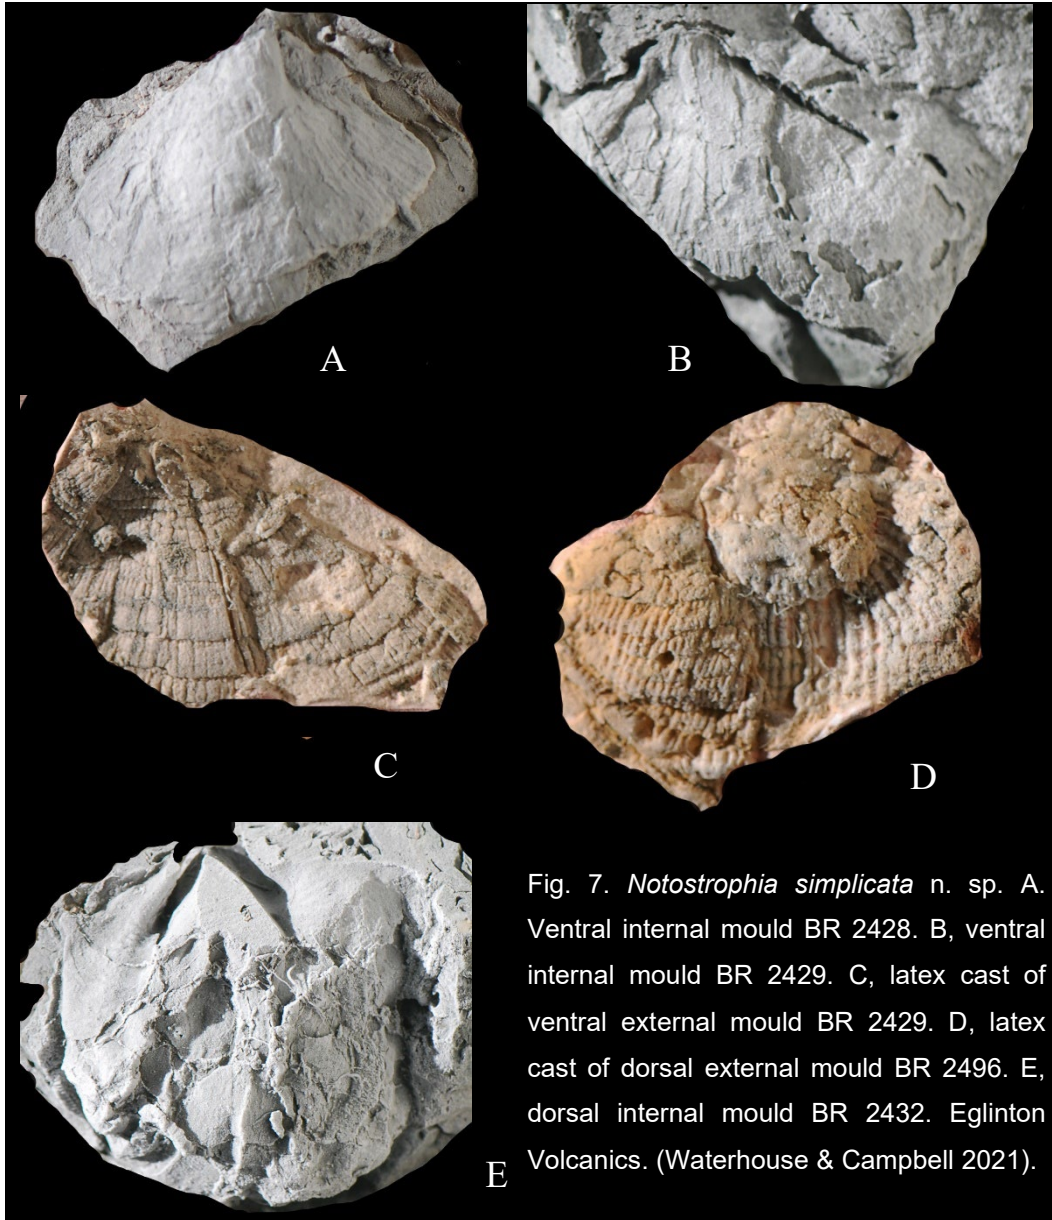 A
B
C
D
E
Fig. 7. Notostrophia simplicata n. sp. A.
Ventral internal mould BR 2428. B, ventral
internal mould BR 2429. C, latex cast of
ventral external mould BR 2429. D, latex
cast of dorsal external mould BR 2496. E,
dorsal internal mould BR 2432. Eglinton
Volcanics. (Waterhouse & Campbell 2021).